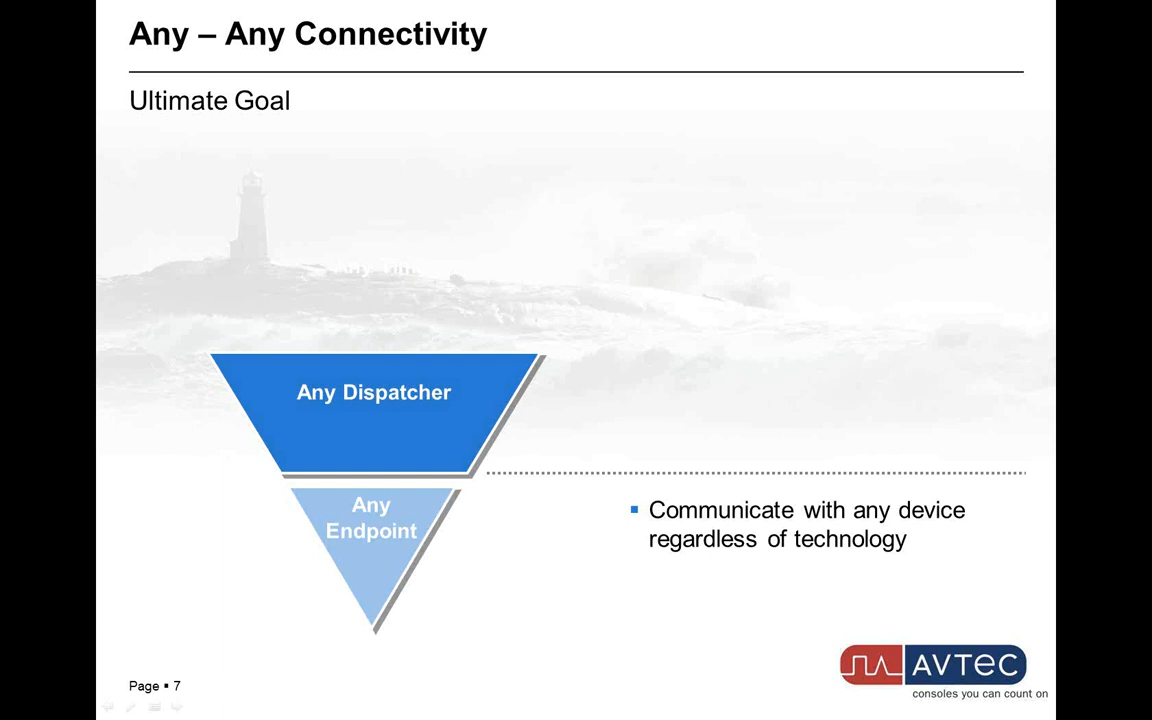 Any – Any Connectivity
Ultimate Goal
Any Dispatcher
Any
Endpoint
▪ Communicate with any device
regardless of technology
AVTEC
consoles you can count on
Page ▪ 7